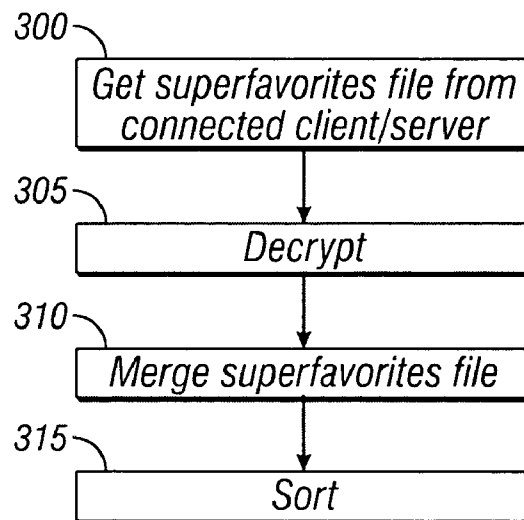 300
Get superfavorites file from
connected client/server
305
Decrypt
310
Merge superfavorites file
315
Sort